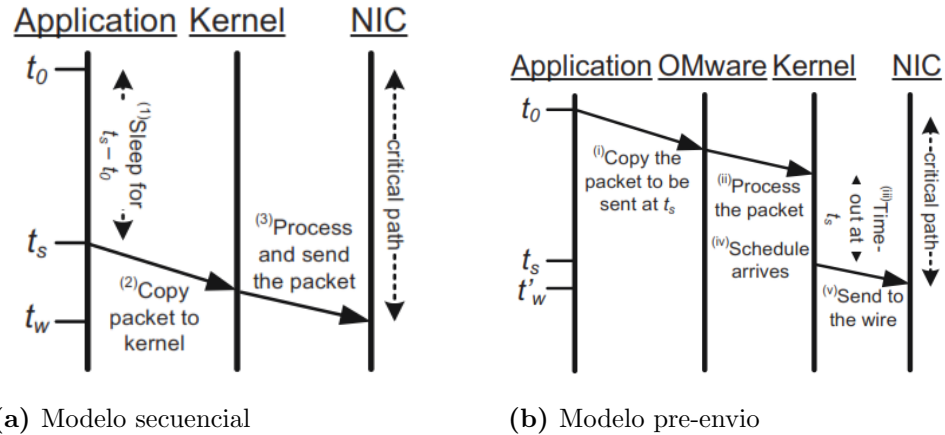 Application Kernel NIC
t0
(1)Sleep for
ts – t0
critical path
ts
(3)Process
and send
the packet
(2)Copy
packet to
kernel
tw
(a) Modelo secuencial
Application OMware Kernel NIC
t0
(i)Copy the
packet to be
sent at ts
(ii)Process
the packet
(iii)Time-
out at
ts
critical path
(iv)Schedule
arrives
ts
t'w
(v)Send to
the wire
(b) Modelo pre-envio